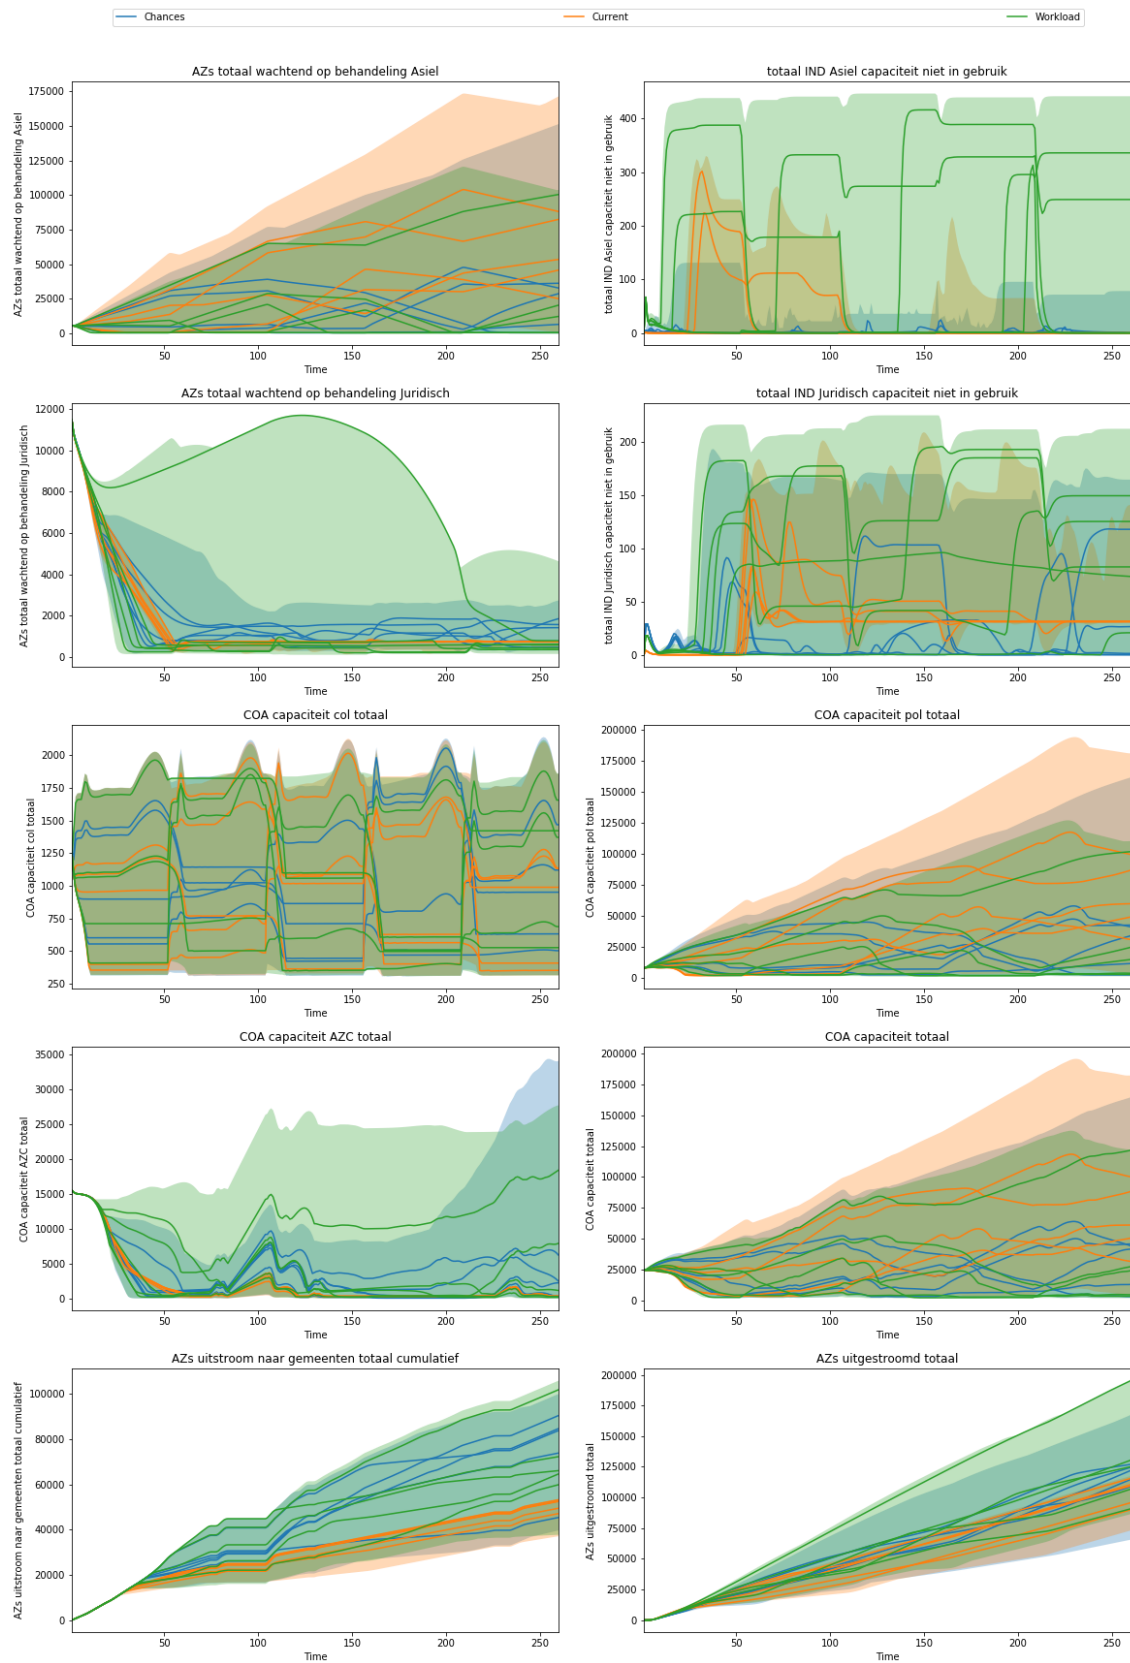 Chances Current Workload
AZs totaal wachtend op behandeling Asiel
AZs totaal wachtend op behandeling Asiel
175000
150000
125000
100000
75000
50000
25000
0
50 100 150 200 250
Time
totaal IND Asiel capaciteit niet in gebruik
totaal IND Asiel capaciteit niet in gebruik
400
300
200
100
0
50 100 150 200 250
Time
AZs totaal wachtend op behandeling Juridisch
AZs totaal wachtend op behandeling Juridisch
12000
10000
8000
6000
4000
2000
0
50 100 150 200 250
Time
totaal IND Juridisch capaciteit niet in gebruik
totaal IND Juridisch capaciteit niet in gebruik
200
150
100
50
0
50 100 150 200 250
Time
COA capaciteit col totaal
COA capaciteit col totaal
2000
1750
1500
1250
1000
750
500
250
50 100 150 200 250
Time
COA capaciteit pol totaal
COA capaciteit pol totaal
200000
175000
150000
125000
100000
75000
50000
25000
0
50 100 150 200 250
Time
COA capaciteit AZC totaal
COA capaciteit AZC totaal
35000
30000
25000
20000
15000
10000
5000
0
50 100 150 200 250
Time
COA capaciteit totaal
COA capaciteit totaal
200000
175000
150000
125000
100000
75000
50000
25000
0
50 100 150 200 250
Time
AZs uitstroom naar gemeenten totaal cumulatief
AZs uitstroom naar gemeenten totaal cumulatief
100000
80000
60000
40000
20000
0
50 100 150 200 250
Time
AZs uitgestroomd totaal
AZs uitgestroomd totaal
200000
175000
150000
125000
100000
75000
50000
25000
0
50 100 150 200 250
Time